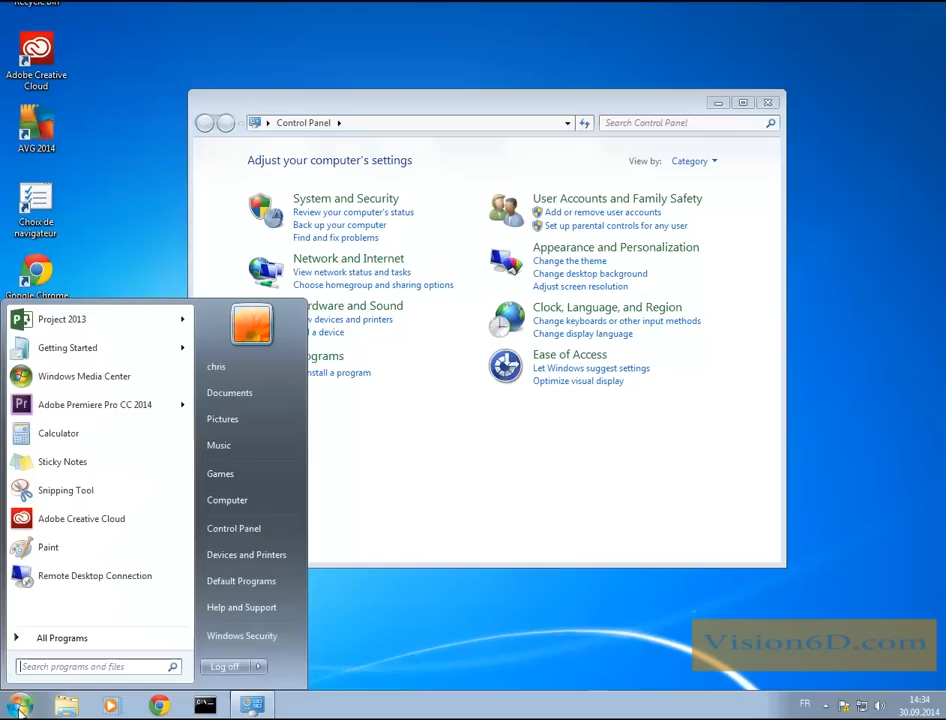 Recycle Bin
Adobe Creative
Cloud
AVG 2014
Choix de
navigateur
Google Chrome
Control Panel
Search Control Panel
Adjust your computer's settings
View by: Category
System and Security
Review your computer's status
Back up your computer
Find and fix problems
Network and Internet
View network status and tasks
Choose homegroup and sharing options
rdware and Sound
w devices and printers
d a device
ograms
nstall a program
User Accounts and Family Safety
Add or remove user accounts
Set up parental controls for any user
Appearance and Personalization
Change the theme
Change desktop background
Adjust screen resolution
Clock, Language, and Region
Change keyboards or other input methods
Change display language
Ease of Access
Let Windows suggest settings
Optimize visual display
Project 2013
Getting Started
Windows Media Center
Adobe Premiere Pro CC 2014
Calculator
Sticky Notes
Snipping Tool
Adobe Creative Cloud
Paint
Remote Desktop Connection
All Programs
Search programs and files
chris
Documents
Pictures
Music
Games
Computer
Control Panel
Devices and Printers
Default Programs
Help and Support
Windows Security
Log off
Vision6D.com
FR
14:34
30.09.2014